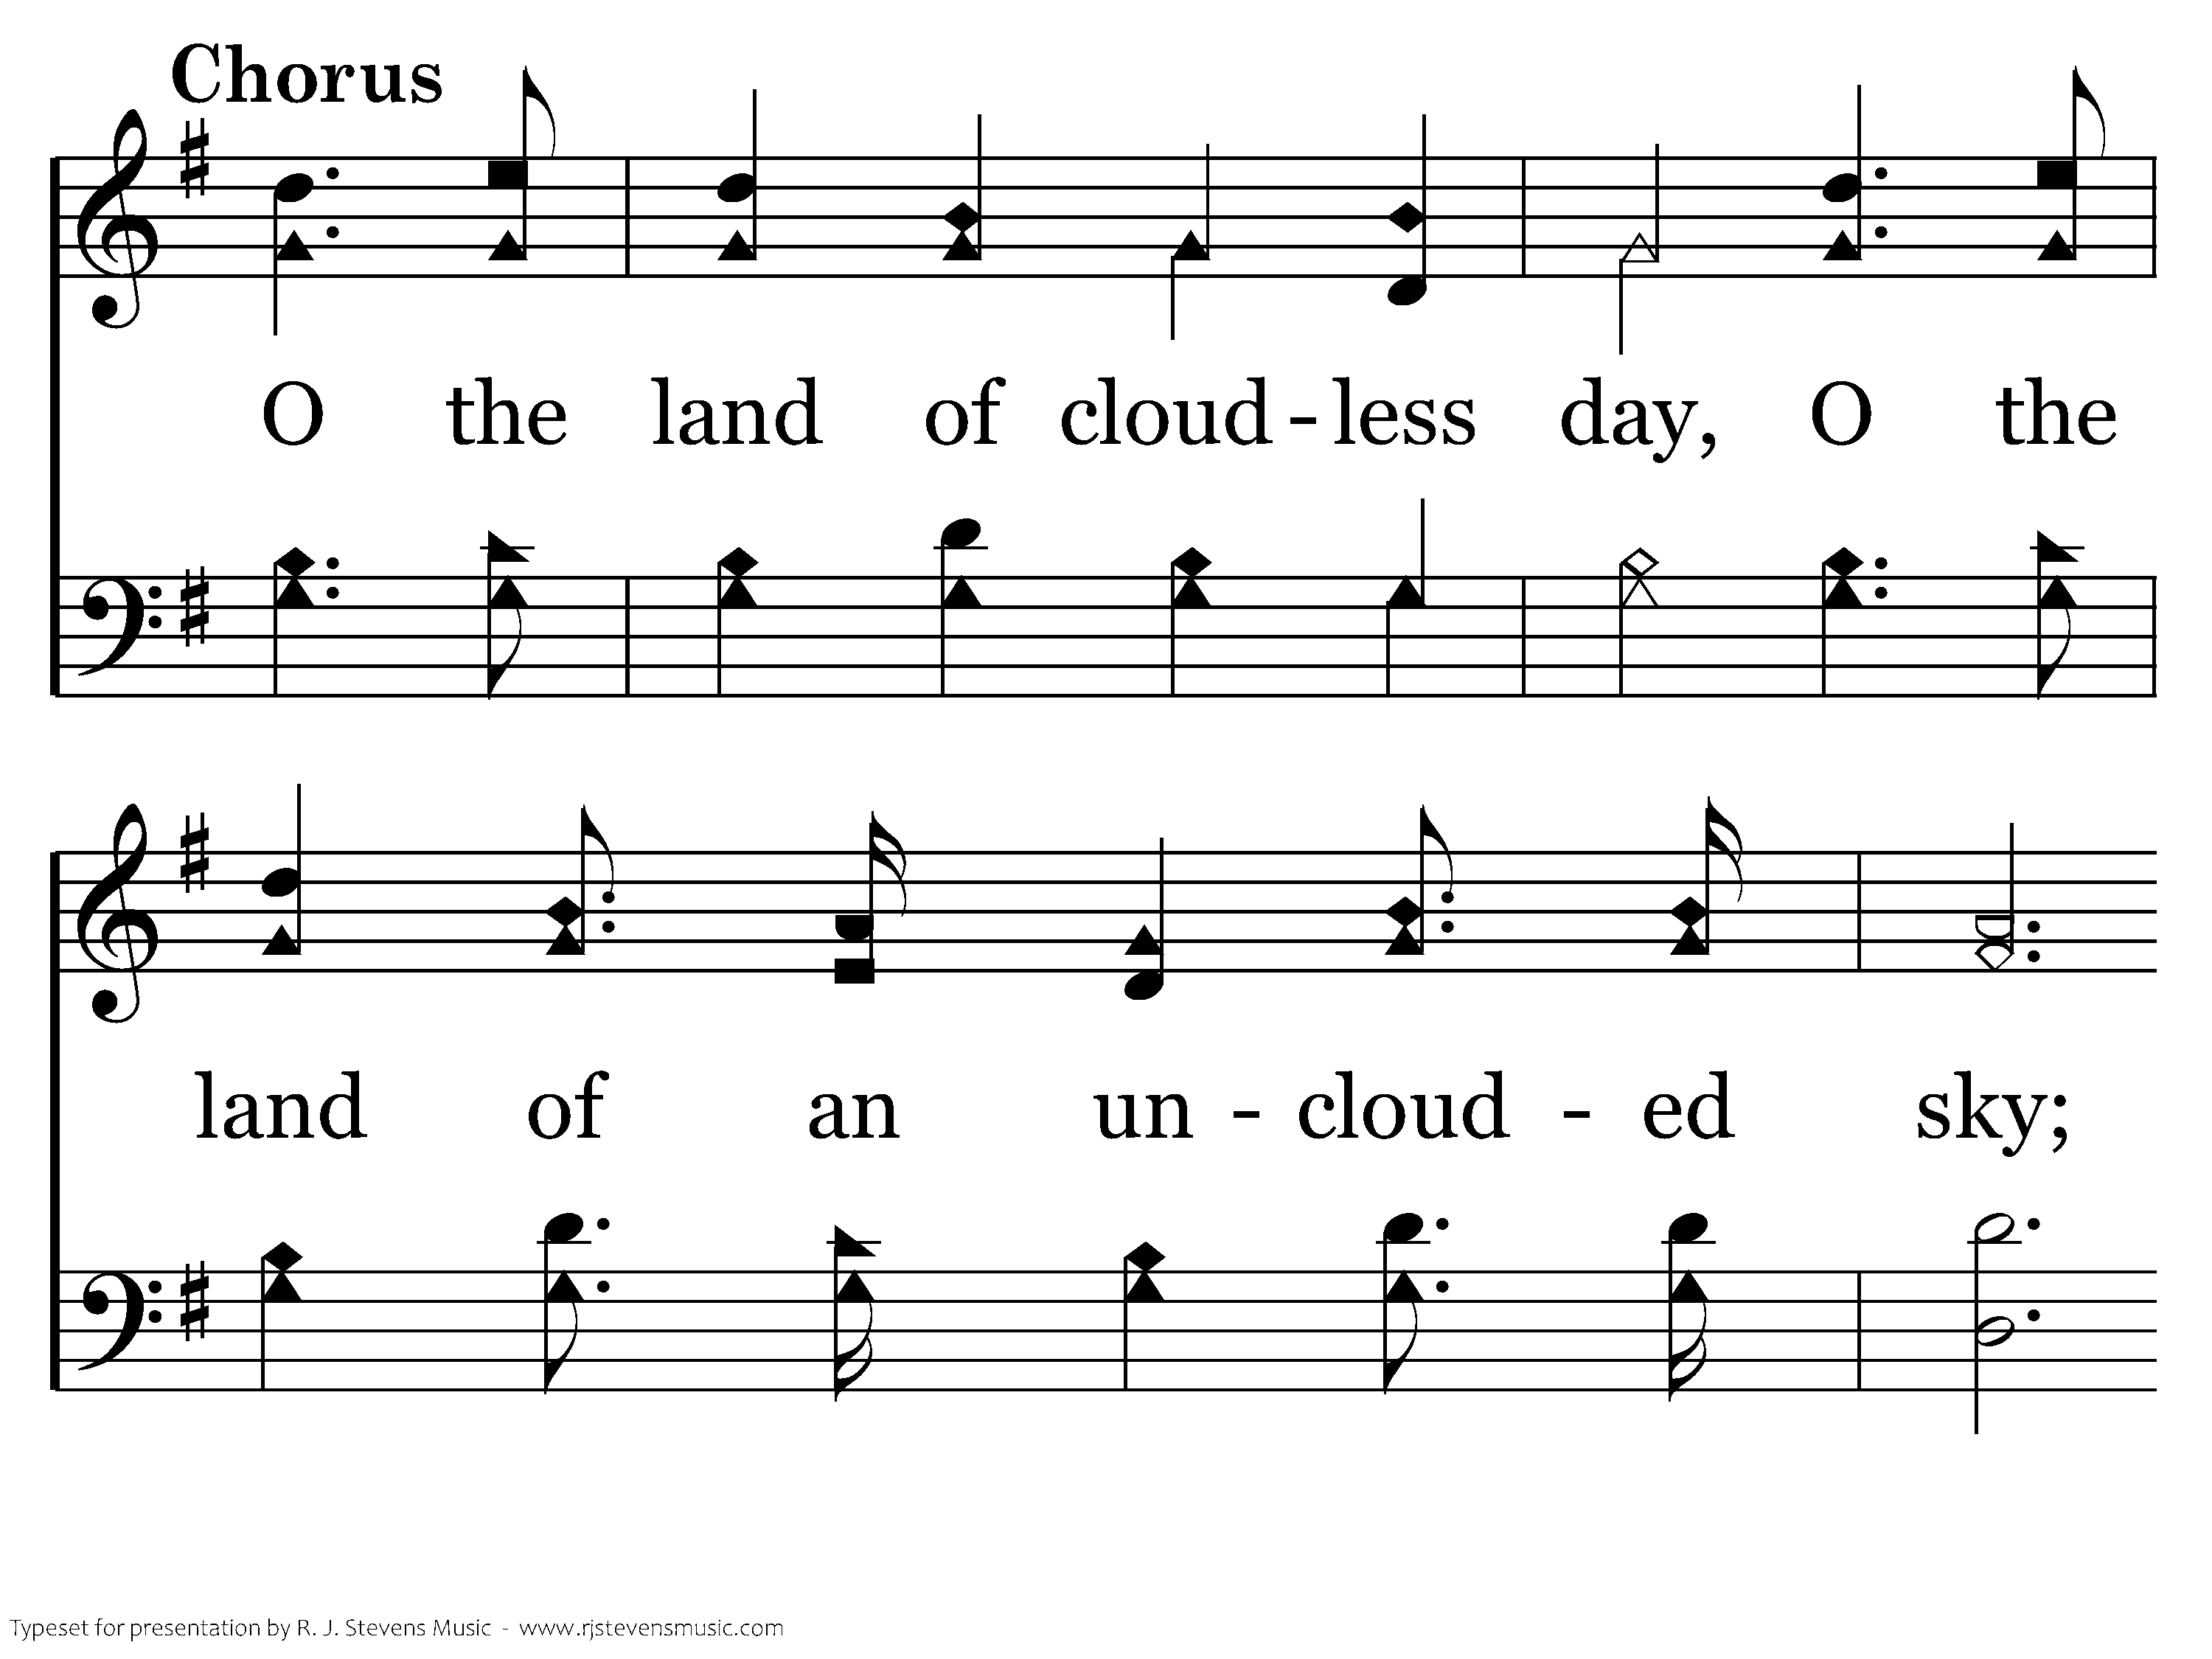 Chorus
O the land of cloud - less day, O the
land of an un - cloud - ed sky;
Typeset for presentation by R. J. Stevens Music - www.rjstevensmusic.com